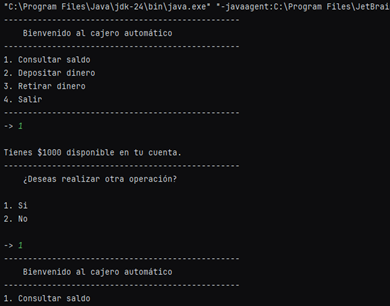 "C:\Program Files\Java\jdk-24\bin\java.exe" "-javaagent:C:\Program Files\JetBrai
-------------------------------------------------
    Bienvenido al cajero automático
-------------------------------------------------
1. Consultar saldo
2. Depositar dinero
3. Retirar dinero
4. Salir
-------------------------------------------------
-> 1
Tienes $1000 disponible en tu cuenta.
-------------------------------------------------
    ¿Deseas realizar otra operación?
1. Si
2. No
-> 1
-------------------------------------------------
    Bienvenido al cajero automático
-------------------------------------------------
1. Consultar saldo